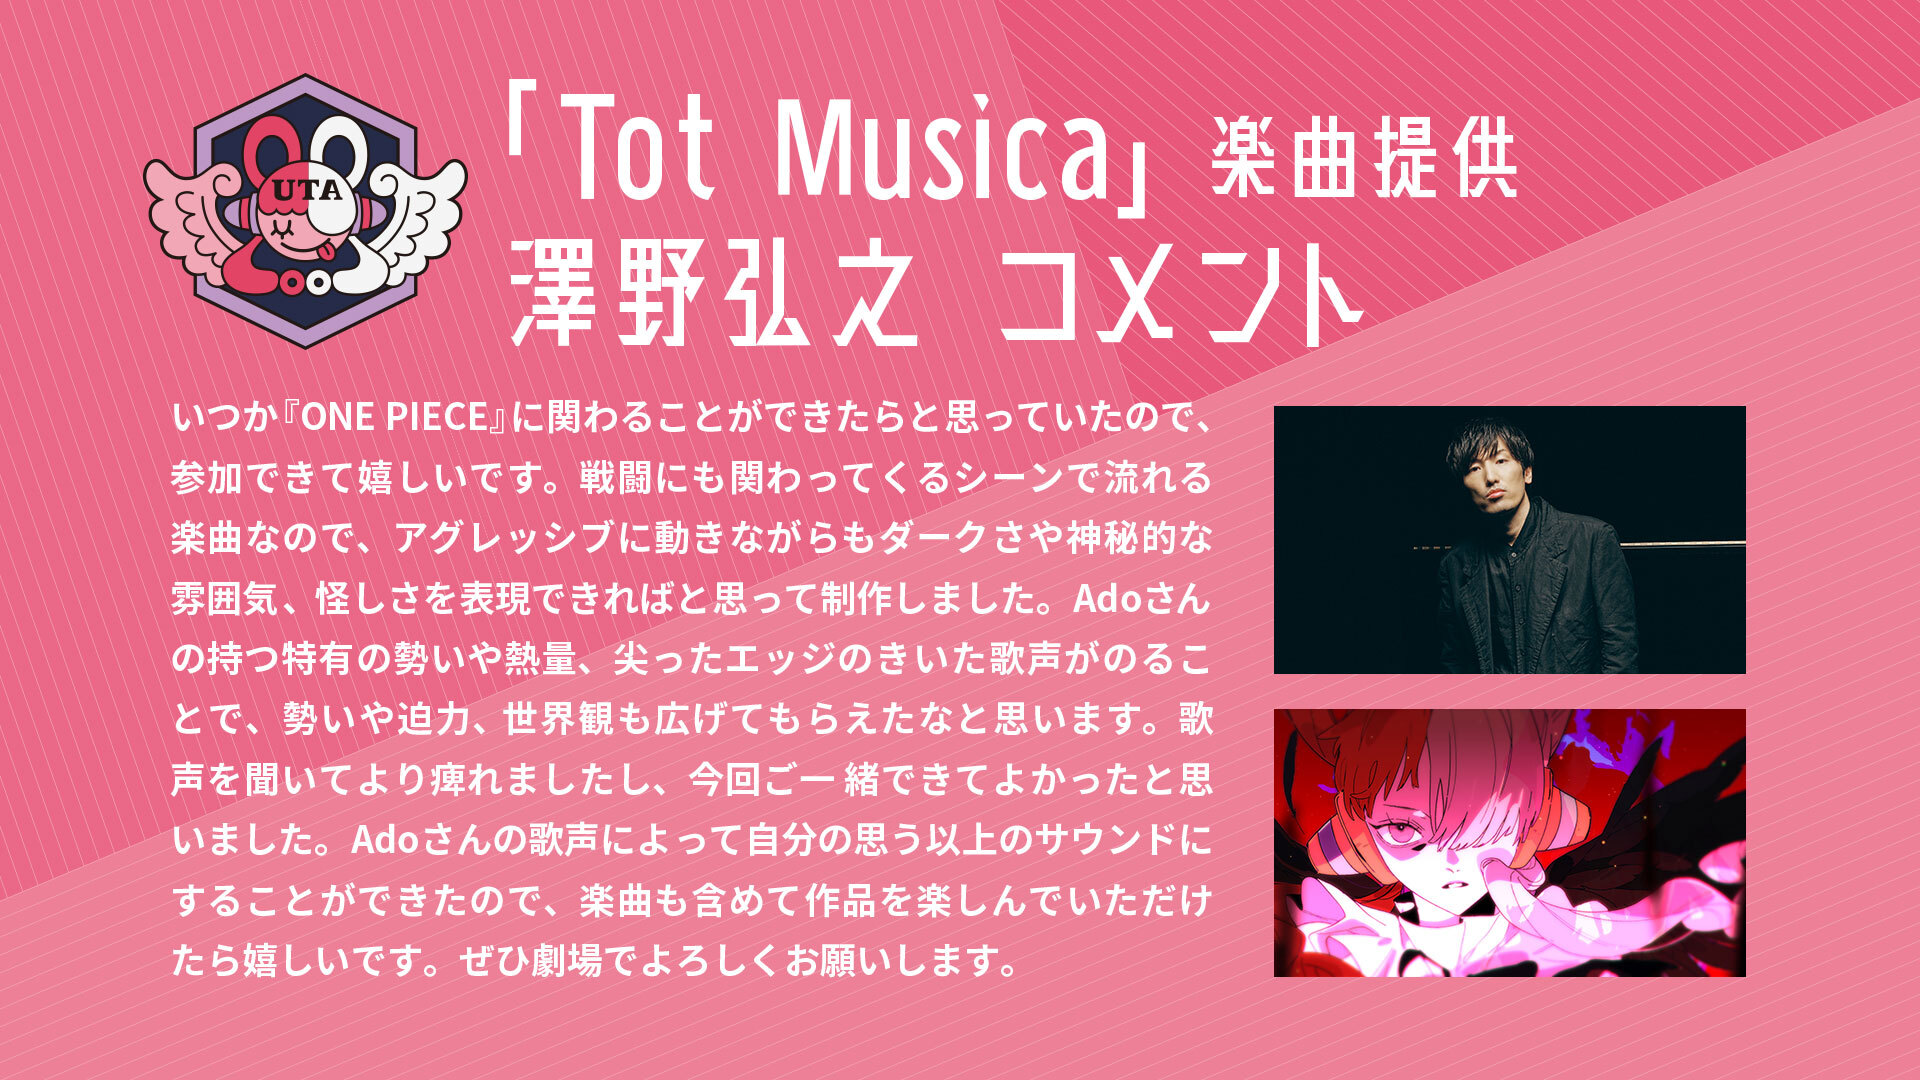 UTA
「Tot Musica」 楽曲提供
澤野弘之 コメント
いつか『ONE PIECE』に関わることができたらと思っていたので、
参加できて嬉しいです。戦闘にも関わってくるシーンで流れる
楽曲なので、アグレッシブに動きながらもダークさや神秘的な
雰囲気、怪しさを表現できればと思って制作しました。Adoさん
の持つ特有の勢いや熱量、尖ったエッジのきいた歌声がのるこ
とで、勢いや迫力、世界観も広げてもらえたなと思います。歌
声を聞いてより痺れましたし、今回ご一緒できてよかったと思
いました。Adoさんの歌声によって自分の思う以上のサウンドに
することができたので、楽曲も含めて作品を楽しんでいただけ
たら嬉しいです。ぜひ劇場でよろしくお願いします。